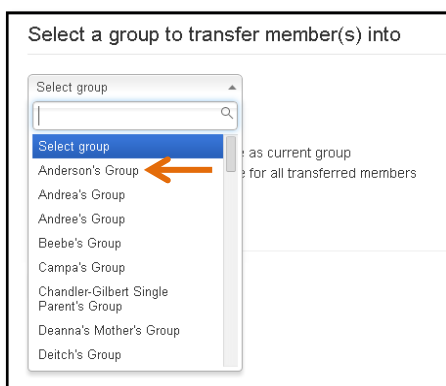 Select a group to transfer member(s) into
Select group
Select group
as current group
Anderson's Group
for all transferred members
Andrea's Group
Andree's Group
Beebe's Group
Campa's Group
Chandler-Gilbert Single
Parent's Group
Deanna's Mother's Group
Deitch's Group